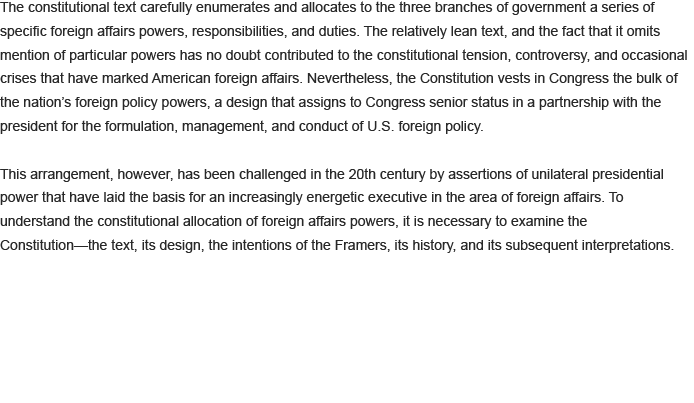 The constitutional text carefully enumerates and allocates to the three branches of government a series of
specific foreign affairs powers, responsibilities, and duties. The relatively lean text, and the fact that it omits
mention of particular powers has no doubt contributed to the constitutional tension, controversy, and occasional
crises that have marked American foreign affairs. Nevertheless, the Constitution vests in Congress the bulk of
the nation’s foreign policy powers, a design that assigns to Congress senior status in a partnership with the
president for the formulation, management, and conduct of U.S. foreign policy.
This arrangement, however, has been challenged in the 20th century by assertions of unilateral presidential
power that have laid the basis for an increasingly energetic executive in the area of foreign affairs. To
understand the constitutional allocation of foreign affairs powers, it is necessary to examine the
Constitution—the text, its design, the intentions of the Framers, its history, and its subsequent interpretations.